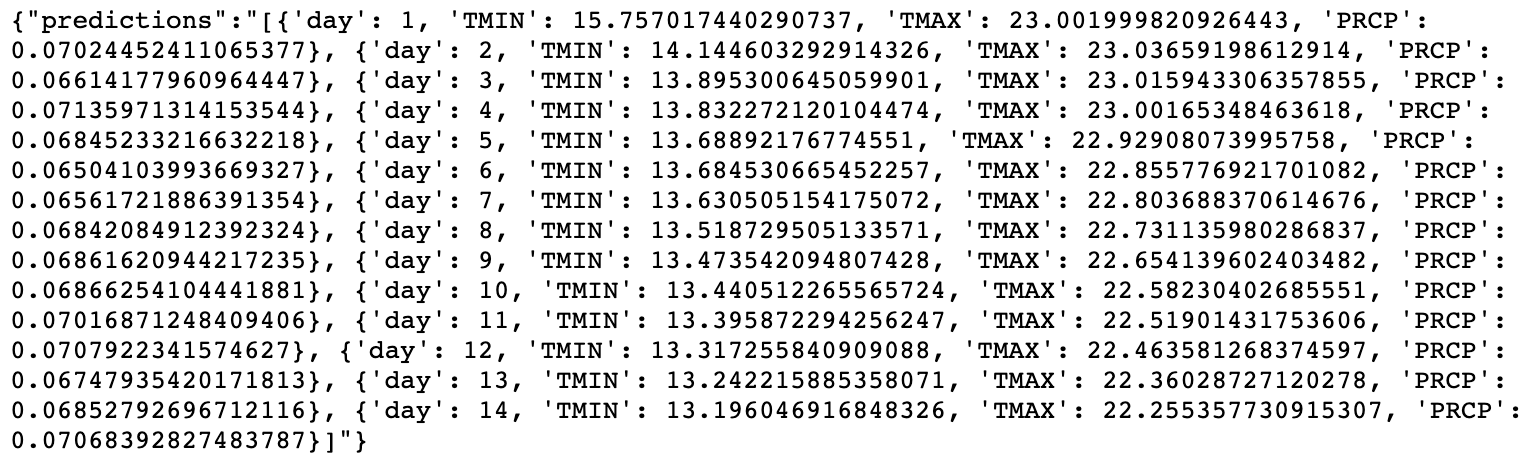 {"predictions":"[{'day': 1, 'TMIN': 15.757017440290737, 'TMAX': 23.001999820926443, 'PRCP':
0.07024452411065377}, {'day': 2, 'TMIN': 14.144603292914326, 'TMAX': 23.03659198612914, 'PRCP':
0.06614177960964447}, {'day': 3, 'TMIN': 13.895300645059901, 'TMAX': 23.015943306357855, 'PRCP':
0.07135971314153544}, {'day': 4, 'TMIN': 13.832272120104474, 'TMAX': 23.00165348463618, 'PRCP':
0.06845233216632218}, {'day': 5, 'TMIN': 13.68892176774551, 'TMAX': 22.92908073995758, 'PRCP':
0.06504103993669327}, {'day': 6, 'TMIN': 13.684530665452257, 'TMAX': 22.855776921701082, 'PRCP':
0.06561721886391354}, {'day': 7, 'TMIN': 13.630505154175072, 'TMAX': 22.803688370614676, 'PRCP':
0.06842084912392324}, {'day': 8, 'TMIN': 13.518729505133571, 'TMAX': 22.731135980286837, 'PRCP':
0.06861620944217235}, {'day': 9, 'TMIN': 13.473542094807428, 'TMAX': 22.654139602403482, 'PRCP':
0.06866254104441881}, {'day': 10, 'TMIN': 13.440512265565724, 'TMAX': 22.58230402685551, 'PRCP':
0.07016871248409406}, {'day': 11, 'TMIN': 13.395872294256247, 'TMAX': 22.51901431753606, 'PRCP':
0.0707922341574627}, {'day': 12, 'TMIN': 13.317255840909088, 'TMAX': 22.463581268374597, 'PRCP':
0.06747935420171813}, {'day': 13, 'TMIN': 13.242215885358071, 'TMAX': 22.36028727120278, 'PRCP':
0.06852792696712116}, {'day': 14, 'TMIN': 13.196046916848326, 'TMAX': 22.255357730915307, 'PRCP':
0.07068392827483787}]"}